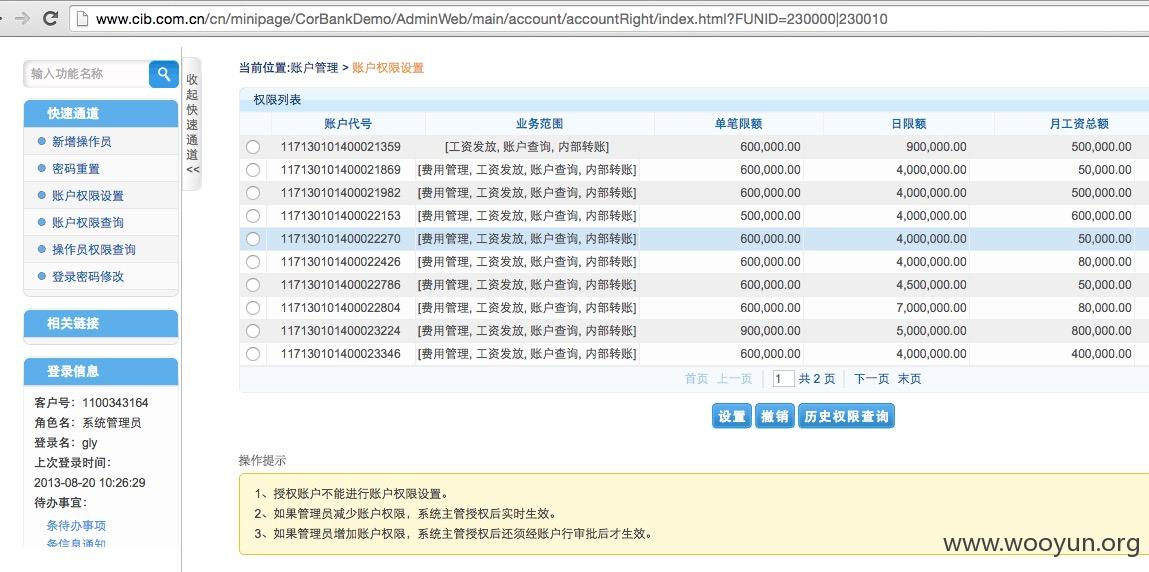 www.cib.com.cn/cn/minipage/CorBankDemo/AdminWeb/main/account/accountRight/index.html?FUNID=230000|230010
输入功能名称
收起快速通道<<
快速通道
新增操作员
密码重置
账户权限设置
账户权限查询
操作员权限查询
登录密码修改
相关链接
登录信息
客户号：1100343164
角色名：系统管理员
登录名：gly
上次登录时间：
2013-08-20 10:26:29
待办事宜：
条待办事项
条信息通知
当前位置:账户管理 > 账户权限设置
权限列表
账户代号 业务范围 单笔限额 日限额 月工资总额
117130101400021359 [工资发放, 账户查询, 内部转账] 600,000.00 900,000.00 500,000.00
117130101400021869 [费用管理, 工资发放, 账户查询, 内部转账] 600,000.00 4,000,000.00 50,000.00
117130101400021982 [费用管理, 工资发放, 账户查询, 内部转账] 600,000.00 4,000,000.00 500,000.00
117130101400022153 [费用管理, 工资发放, 账户查询, 内部转账] 500,000.00 4,000,000.00 600,000.00
117130101400022270 [费用管理, 工资发放, 账户查询, 内部转账] 600,000.00 4,000,000.00 50,000.00
117130101400022426 [费用管理, 工资发放, 账户查询, 内部转账] 600,000.00 4,000,000.00 80,000.00
117130101400022786 [费用管理, 工资发放, 账户查询, 内部转账] 600,000.00 4,500,000.00 50,000.00
117130101400022804 [费用管理, 工资发放, 账户查询, 内部转账] 600,000.00 7,000,000.00 80,000.00
117130101400023224 [费用管理, 工资发放, 账户查询, 内部转账] 900,000.00 5,000,000.00 800,000.00
117130101400023346 [费用管理, 工资发放, 账户查询, 内部转账] 600,000.00 4,000,000.00 400,000.00
首页 上一页 1 共 2 页 下一页 末页
设置 撤销 历史权限查询
操作提示
1、授权账户不能进行账户权限设置。
2、如果管理员减少账户权限，系统主管授权后实时生效。
3、如果管理员增加账户权限，系统主管授权后还须经账户行审批后才生效。
www.wooyun.org